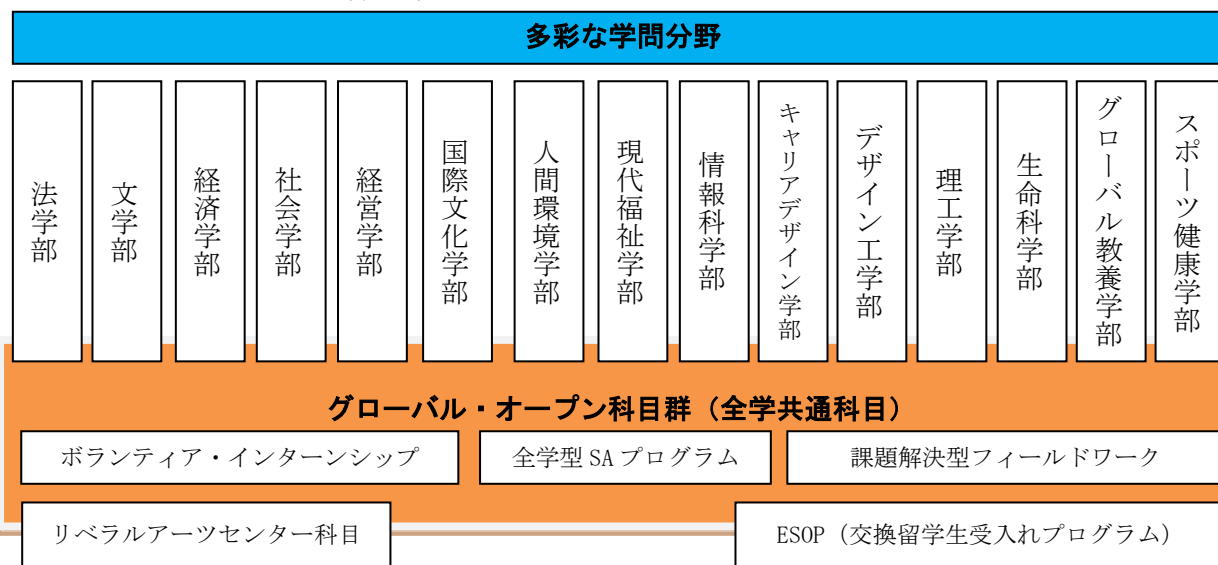 多彩な学問分野
法学部
文学部
経済学部
社会学部
経営学部
国際文化学部
人間環境学部
現代福祉学部
情報科学部
キャリアデザイン学部
デザイン工学部
理工学部
生命科学部
グローバル教養学部
スポーツ健康学部
グローバル・オープン科目群（全学共通科目）
ボランティア・インターンシップ
全学型 SA プログラム
課題解決型フィールドワーク
リベラルアーツセンター科目
ESOP（交換留学生受入れプログラム）